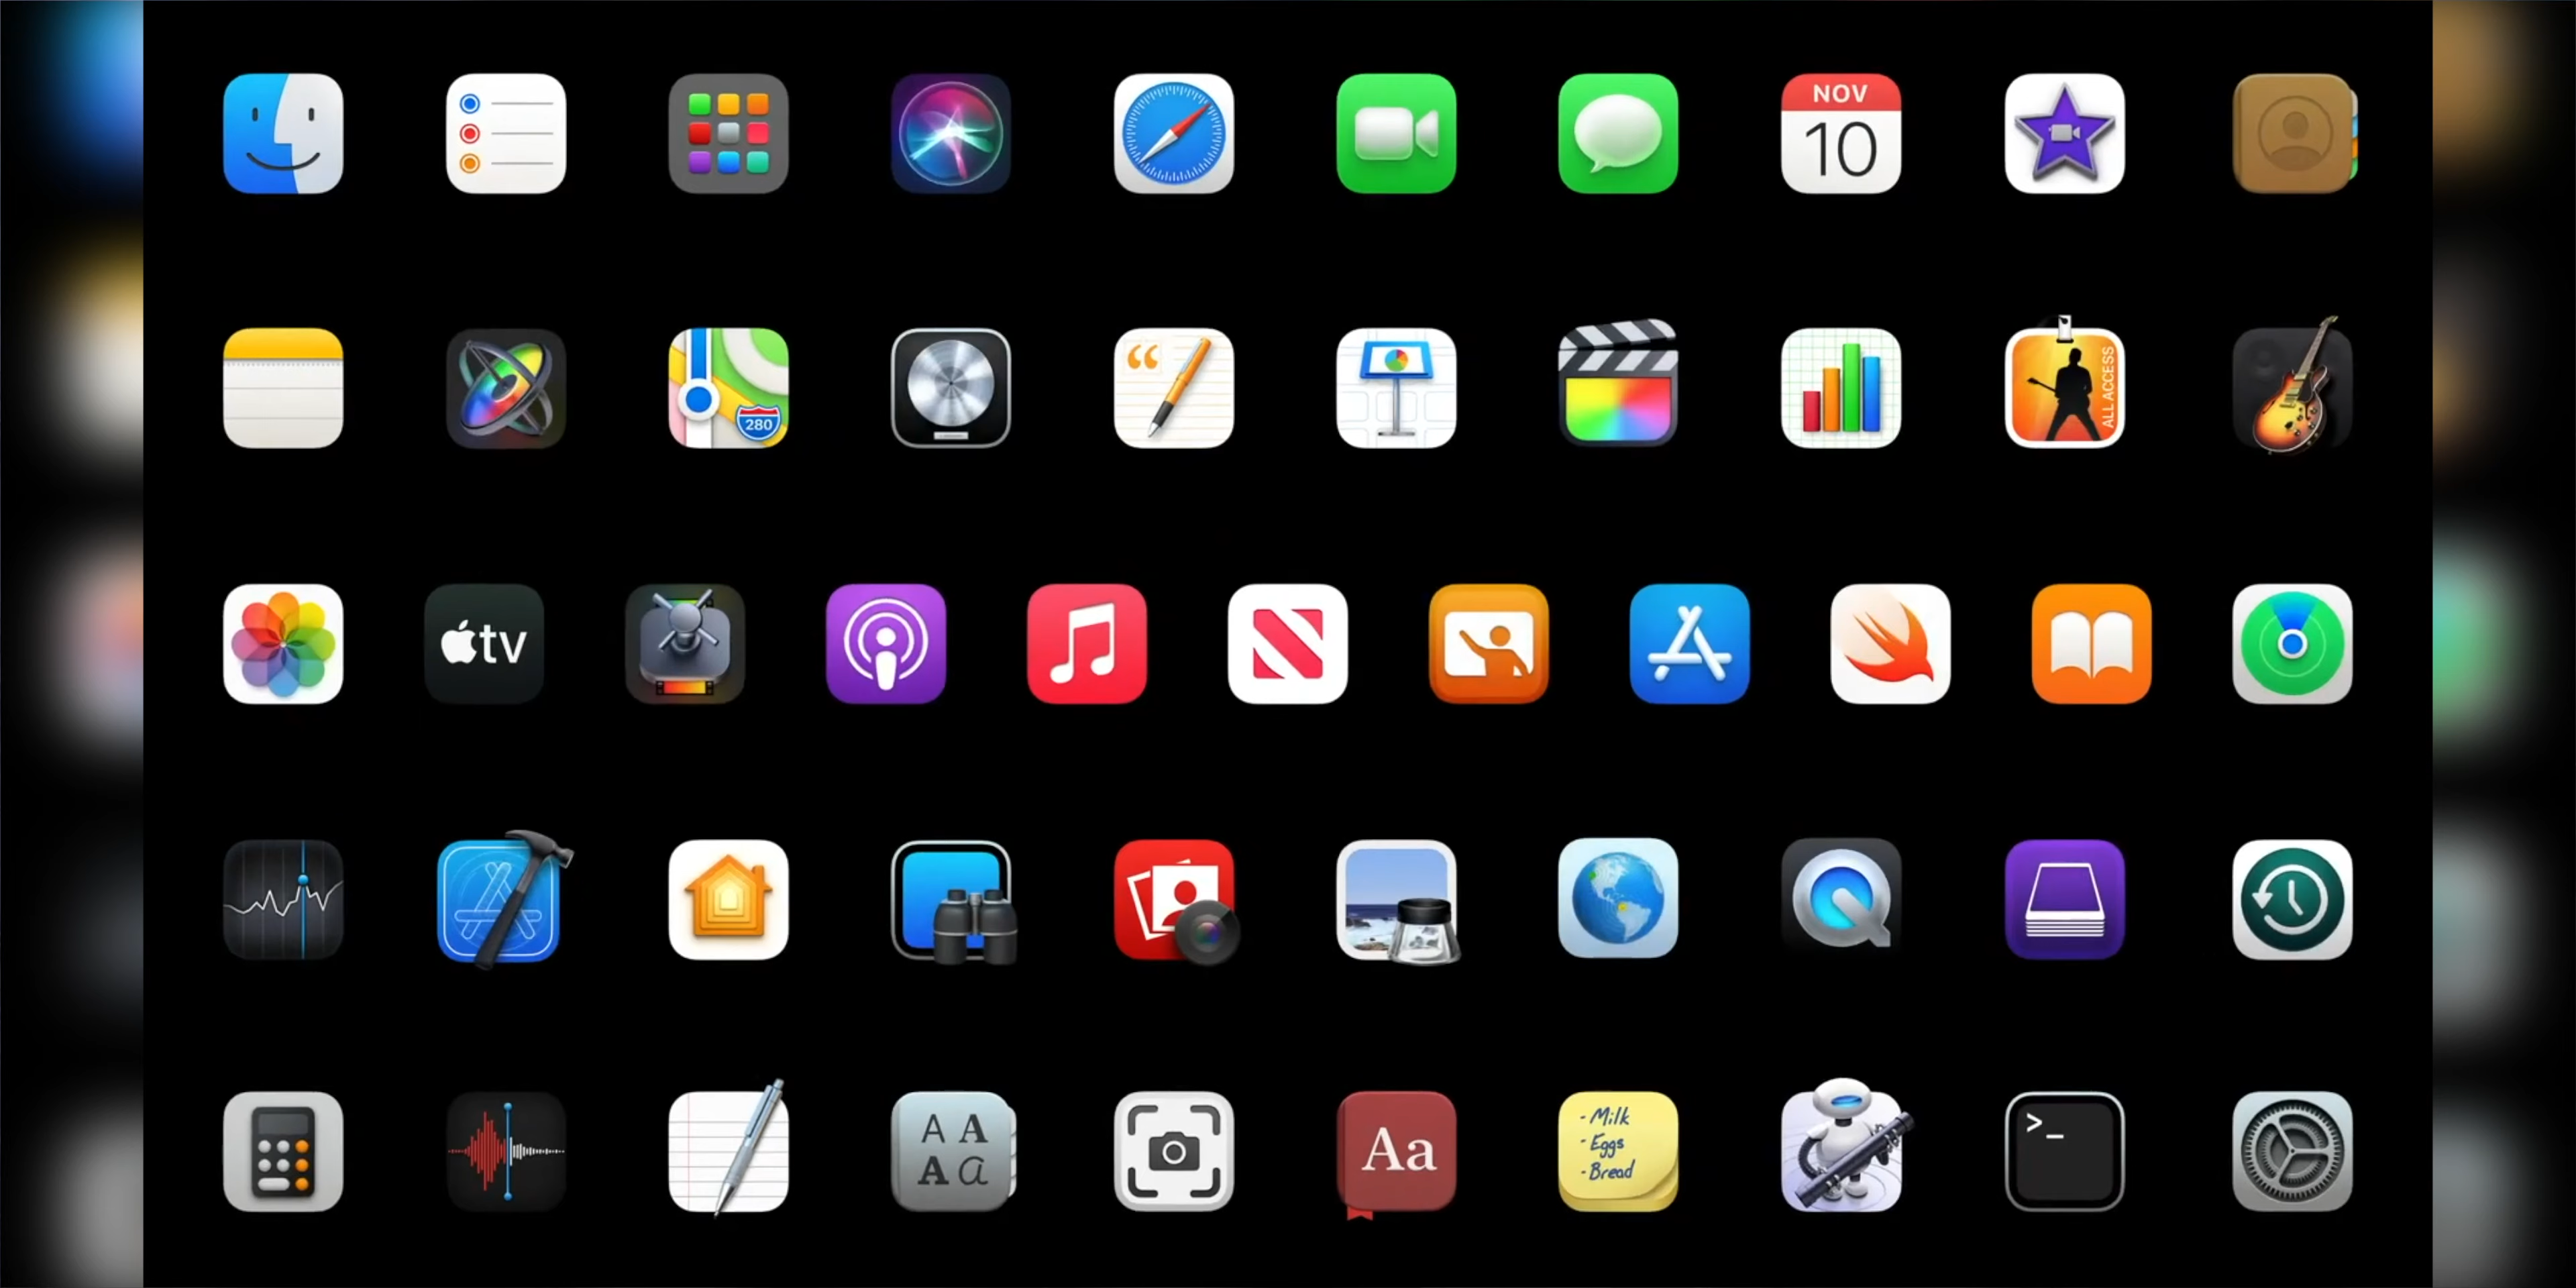 NOV
10
280
“
ALL ACCESS
tv
A A
A a
Aa
- Milk
- Eggs
- Bread
>_